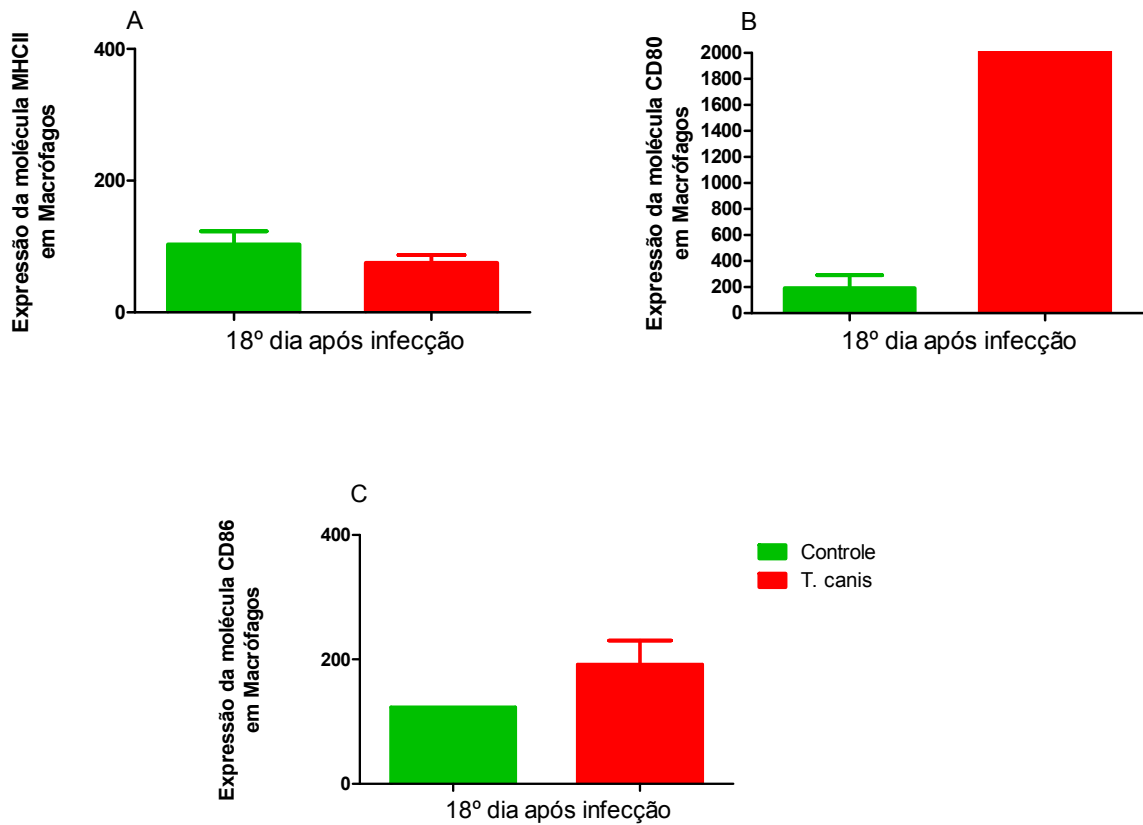 A
Expressão da molécula MHCII
em Macrófagos
400
200
0
18º dia após infecção
B
Expressão da molécula CD80
em Macrófagos
2000
1800
1600
1400
1200
1000
800
600
400
200
0
18º dia após infecção
C
Expressão da molécula CD86
em Macrófagos
400
200
0
18º dia após infecção
Controle
T. canis